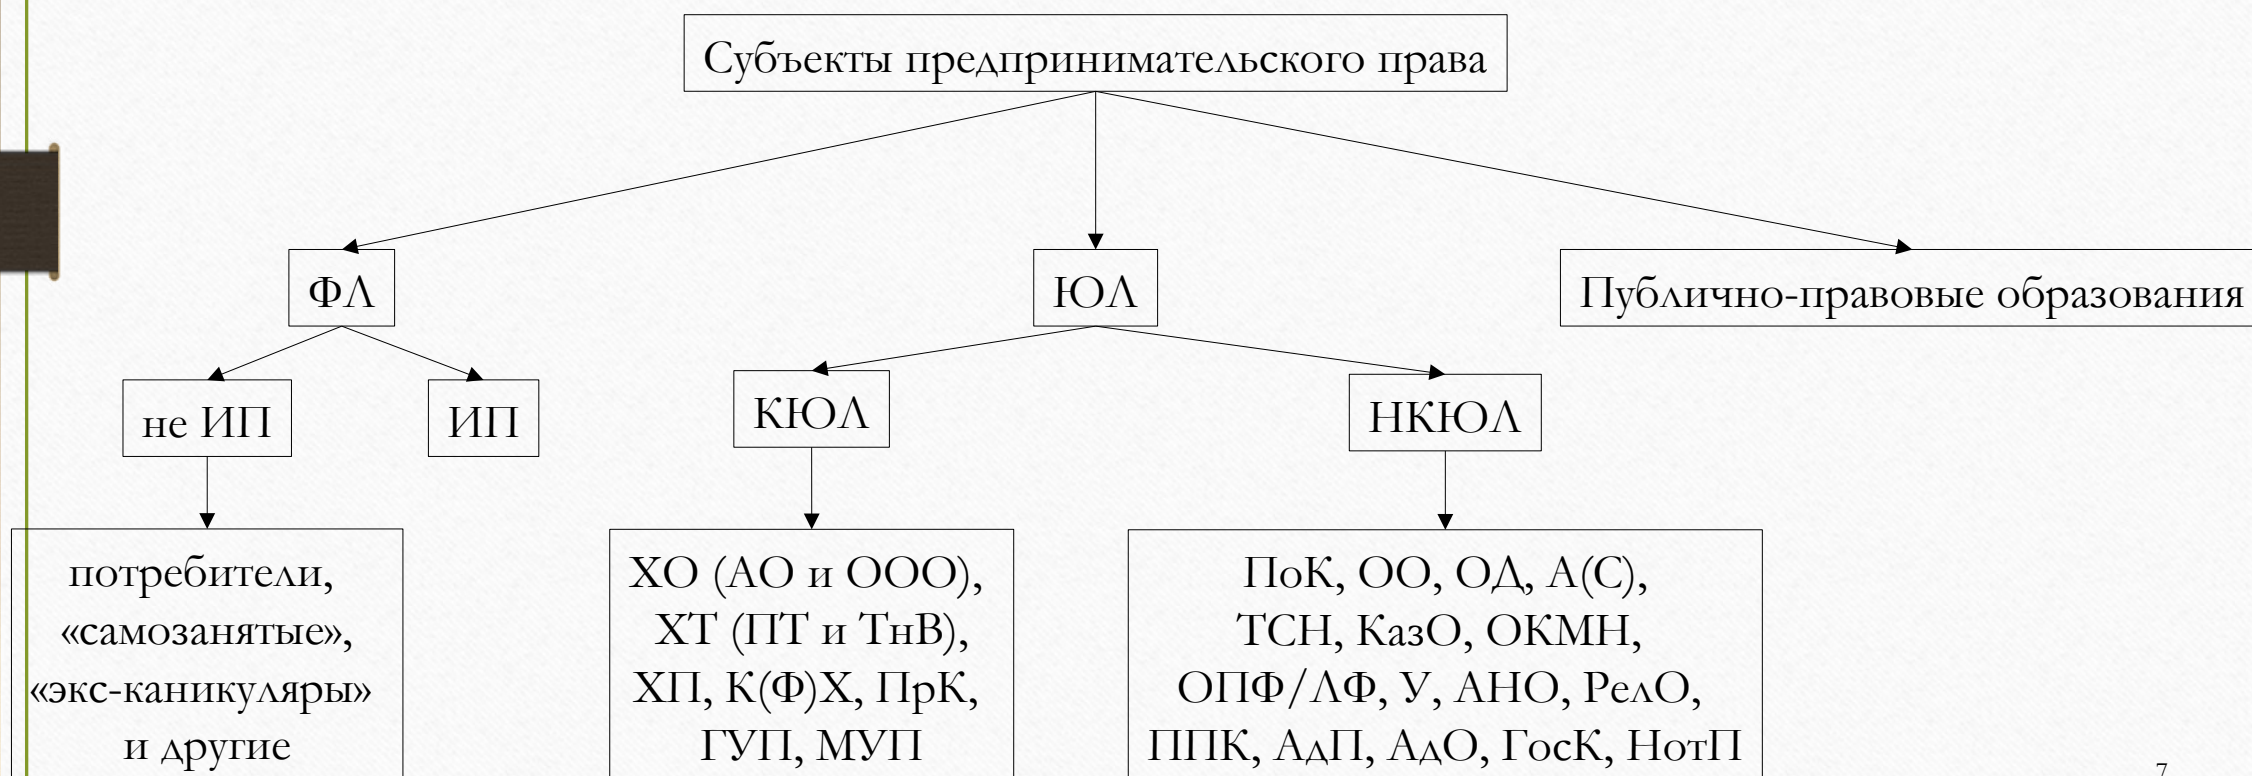 Субъекты предпринимательского права
ФЛ
ЮЛ
Публично-правовые образования
не ИП
ИП
КЮЛ
НКЮЛ
потребители,
«самозанятые»,
«экс-каникуляры»
и другие
ХО (АО и ООО),
ХТ (ПТ и ТнВ),
ХП, К(Ф)Х, ПрК,
ГУП, МУП
ПоК, ОО, ОД, А(С),
ТСН, КазО, ОКМН,
ОПФ/ЛФ, У, АНО, РелО,
ППК, АдП, АдО, ГосК, НотП
7